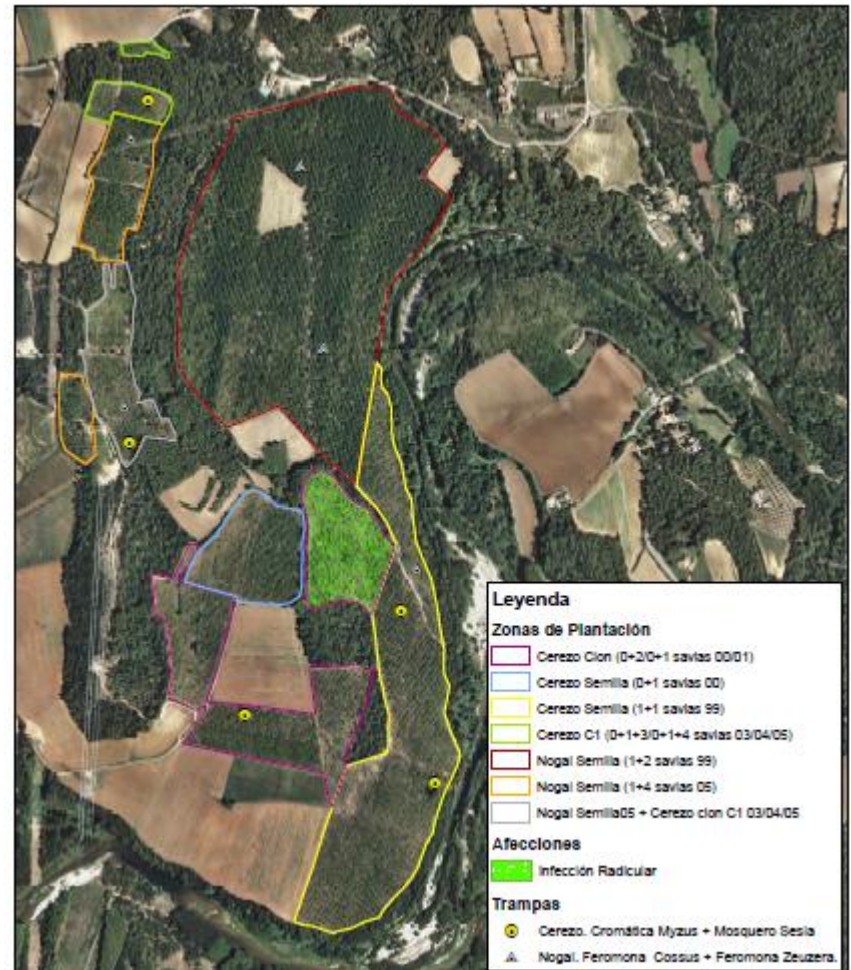 Leyenda
Zonas de Plantación
Cerezo Clon (0+2/0+1 savias 00/01)
Cerezo Semilla (0+1 savias 00)
Cerezo Semilla (1+1 savias 99)
Cerezo C1 (0+1+3/0+1+4 savias 03/04/05)
Nogal Semilla (1+2 savias 99)
Nogal Semilla (1+4 savias 05)
Nogal Semilla05 + Cerezo clon C1 03/04/05
Afecciones
Infección Radicular
Trampas
Cerezo. Cromática Myzus + Mosquero Sesia
Nogal. Feromona Cossus + Feromona Zeuzera.